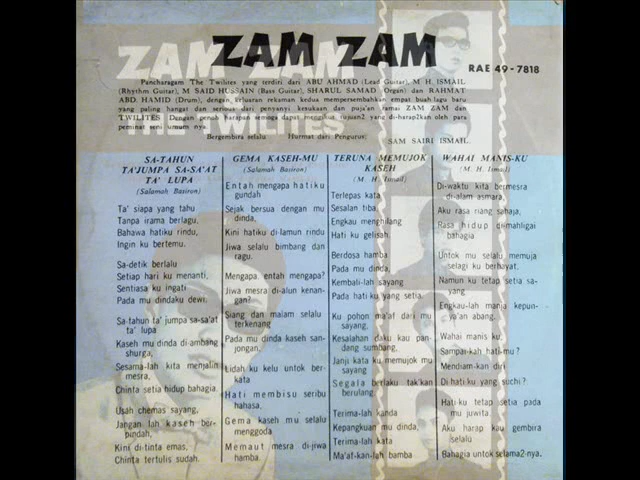 ZAM ZAM
ZAM ZAM
RAE 49-7818
Pancharagam The Twilites yang terdiri dari ABU AHMAD (Lead Guitar), M. H. ISMAIL
(Rhythm Guitar), M SAID HUSSAIN (Bass Guitar), SHARUL SAMAD Organ) dan RAHMAT
ABD. HAMID (Drum), dengan keluaran rekaman kedua mempersembahkan empat buah lagu baru
yang paling hangat dan serious dari penyanyi kesukaan dan puja'an ramai ZAM ZAM dan
TWILITES Dengan penuh harapan semoga dapat mengikut tujuan2 yang di-harap2kan oleh para
peminat seni umum nya.
Bergembira selalu Hurmat dari Pengurus;
SAM SAIRI ISMAIL.
THE TWILITES
SA-TAHUN
TA'JUMPA SA-SA'AT
TA' LUPA
(Salamah Basiron)
Ta' siapa yang tahu
Tanpa irama berlagu,
Bahawa hatiku rindu,
Ingin ku bertemu.
Sa-detik berlalu
Setiap hari ku menanti,
Sentiasa ku ingati
Pada mu dindaku dewi.
Sa-tahun ta' jumpa sa-sa'at
ta' lupa
Kaseh mu dinda di-ambang
shurga,
Sesama-lah kita menjalin
mesra,
Chinta setia hidup bahagia.
Usah chemas sayang,
Jangan lah kaseh ber-
pindah,
Kini di tinta emas,
Chinta tertulis sudah.
GEMA KASEH-MU
(Salamah Basiron)
Entah mengapa hatiku
gundah
Sejak bersua dengan mu
dinda,
Kini hatiku di-lamun rindu
Jiwa selalu bimbang dan
ragu.
Mengapa, entah mengapa?
Jiwa mesra di-alun kenan-
gan?
Siang dan malam selalu
terkenang
Pada mu dinda kaseh san-
jongan,
Lidah ku kelu untuk ber-
kata
Hati membisu seribu
bahasa.
Gema kaseh mu selalu
menggoda
Memaut mesra di-jiwa
hamba
TERUNA MEMUJOK
KASEH
(M. H. Ismail)
Terlepas kata
Sesalan tiba,
Engkau menghilang
Hati ku gelisah.
Berdosa hamba
Pada mu dinda,
Kembali-lah sayang
Pada hati ku yang setia.
Ku pohon ma'af dari mu
sayang,
Kesalahan daku kau pan-
dang sumbang,
Janji kata ku memujok mu
sayang
Segala berlaku tak'kan
berulang
Terima-lah kanda
Kepangkuan mu dinda,
Terima-lah kata
Ma'af-kan-lah bamba
WAHAI MANIS-KU
(M. H. Ismail)
Di-waktu kita bermesra
di-alam asmara,
Aku rasa riang sahaja,
Rasa hidup di-mahligai
bahagia
Untok mu selalu, memuja
selagi ku berhayat.
Namun ku tetap setia sa-
yang
Engkau-lah mania kepun-
ya'an abang.
Wahai manis ku,
Sampai-kah hati-mu?
Mendiam-kan diri
Di-hati ku yang suchi?
Hati-ku tetap setia pada
mu juwita.
Aku harap kau gembira
selalu
Bahagia untok selama2-nya.